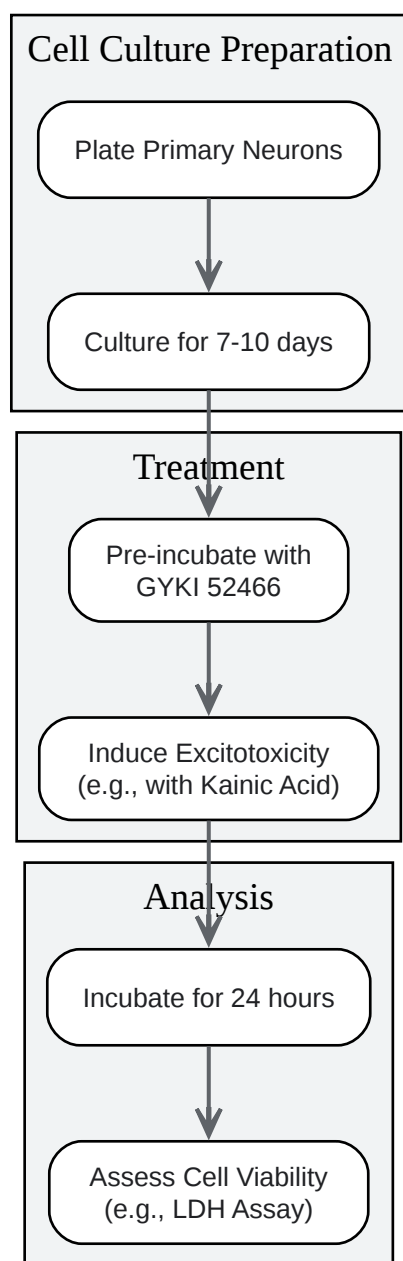 Cell Culture Preparation
Plate Primary Neurons
Culture for 7-10 days
Treatment
Pre-incubate with
GYKI 52466
Induce Excitotoxicity
(e.g., with Kainic Acid)
Analysis
Incubate for 24 hours
Assess Cell Viability
(e.g., LDH Assay)